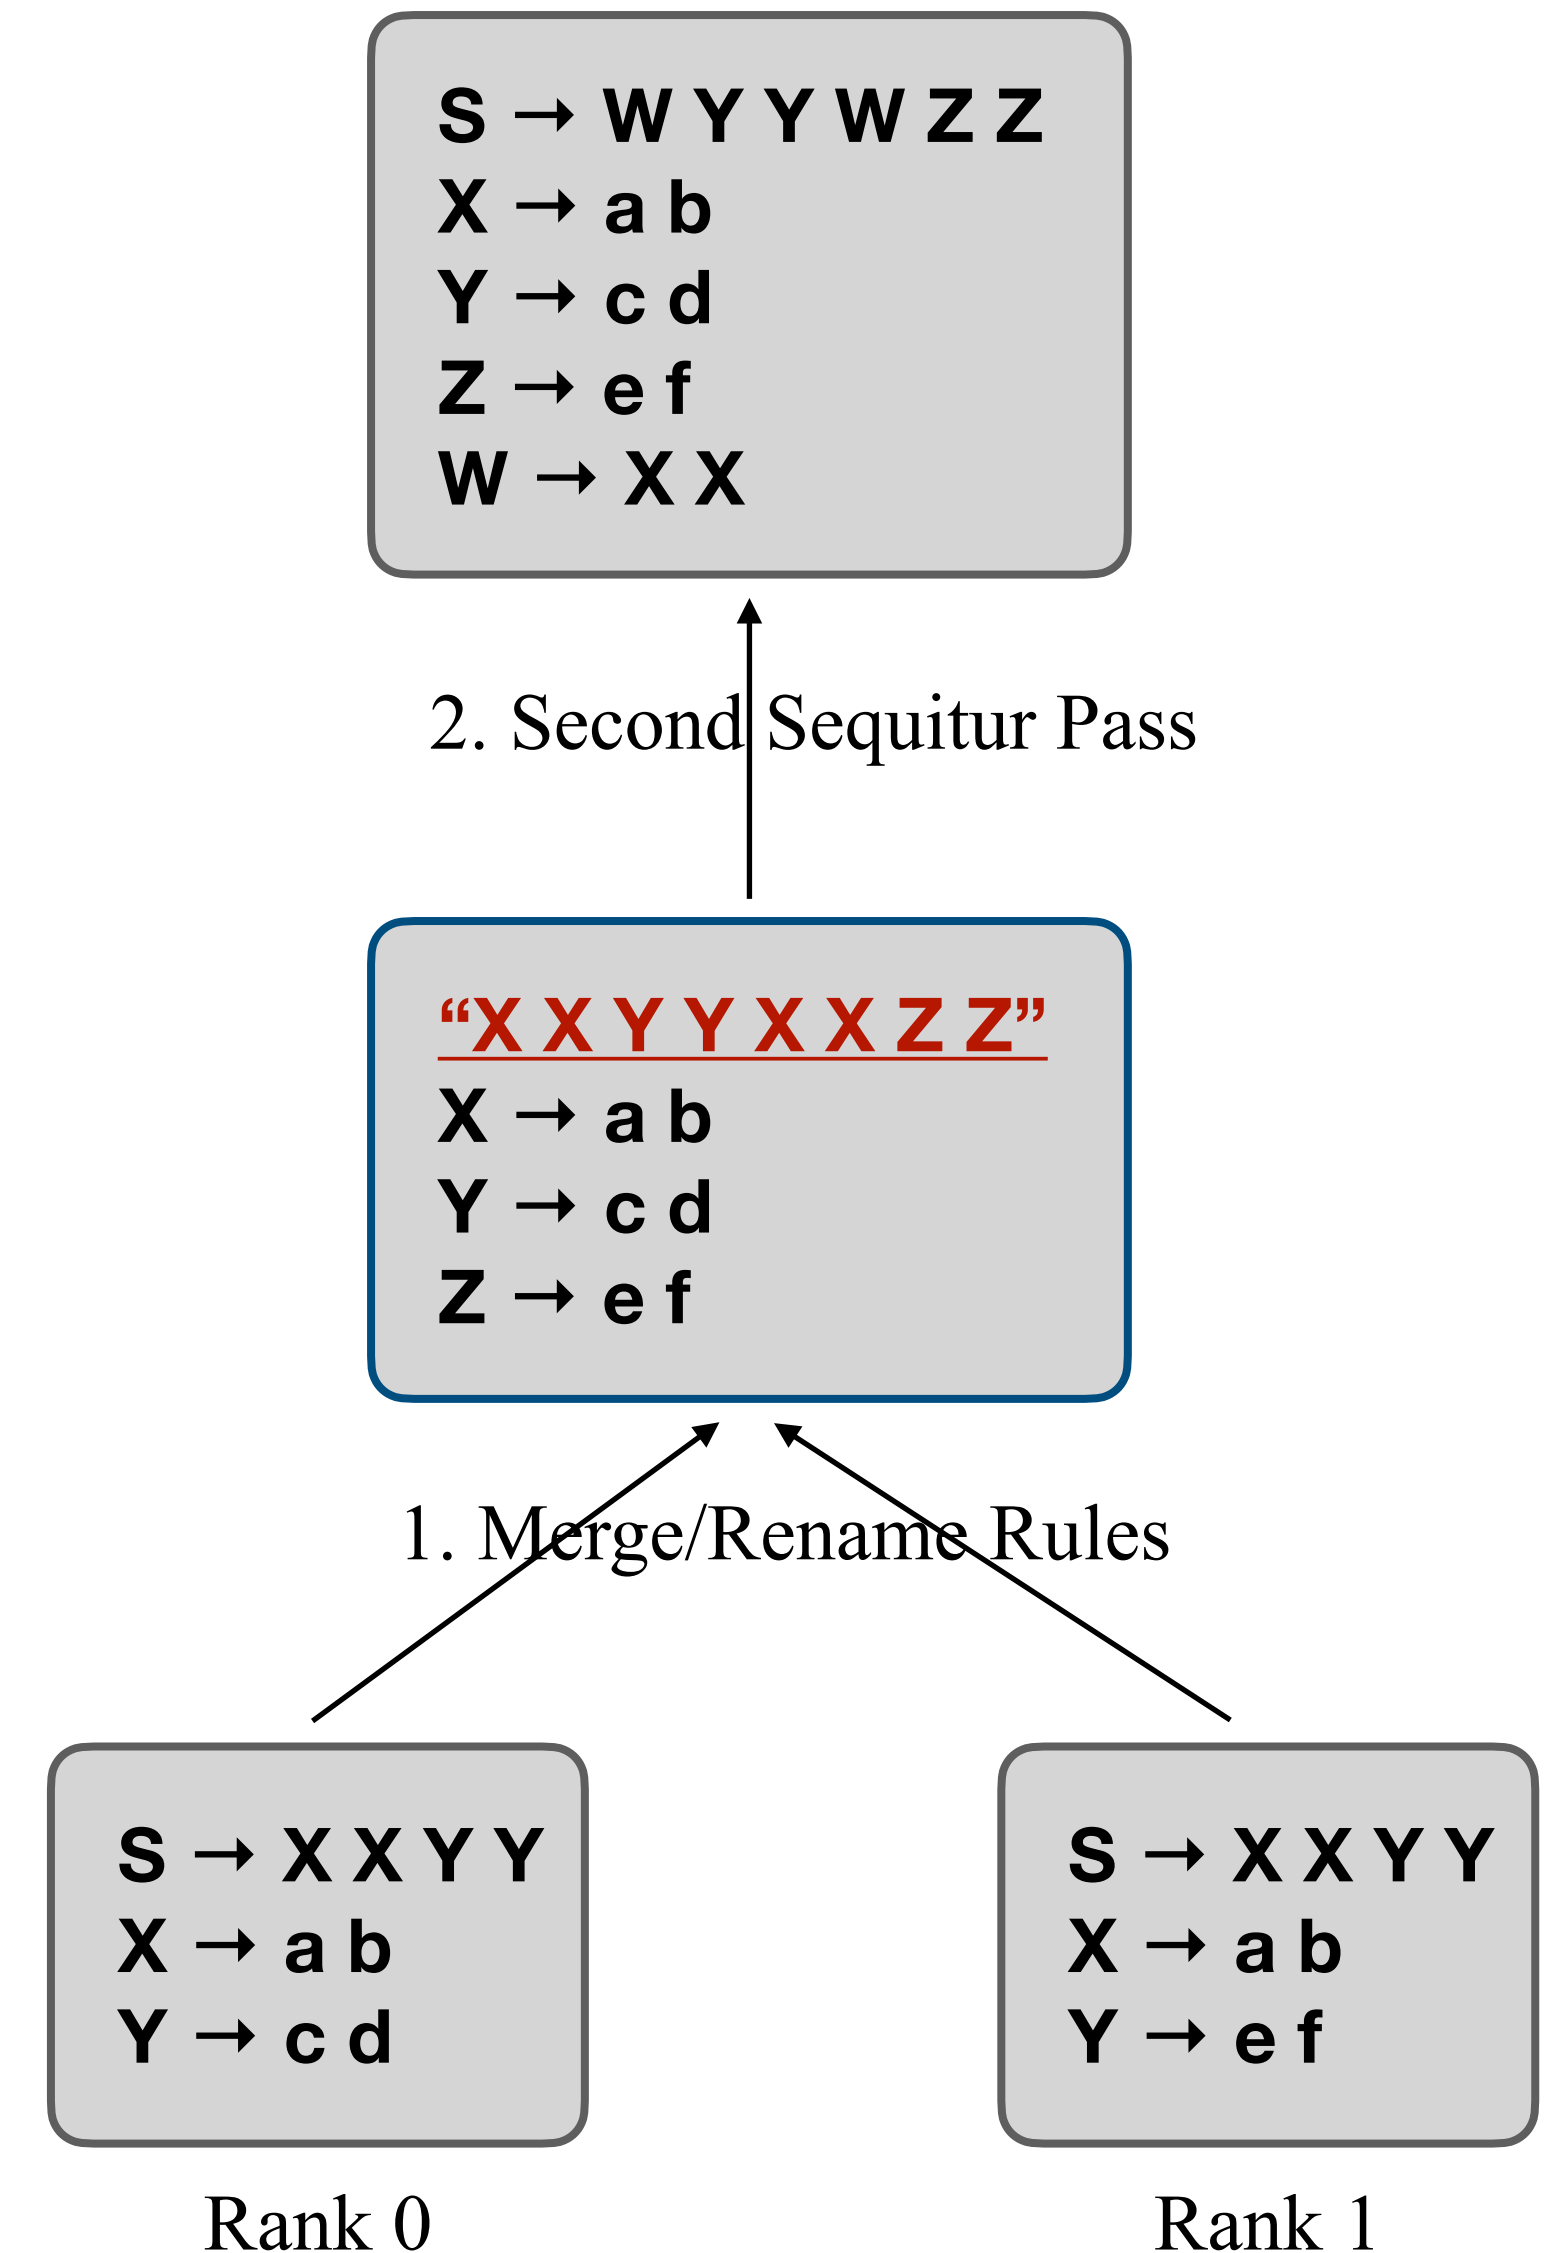 S → W Y Y W Z Z
X → a b
Y → c d
Z → e f
W → X X
2. Second Sequitur Pass
“X X Y Y X X Z Z”
X → a b
Y → c d
Z → e f
1. Merge/Rename Rules
S → X X Y Y
X → a b
Y → c d
Rank 0
S → X X Y Y
X → a b
Y → e f
Rank 1